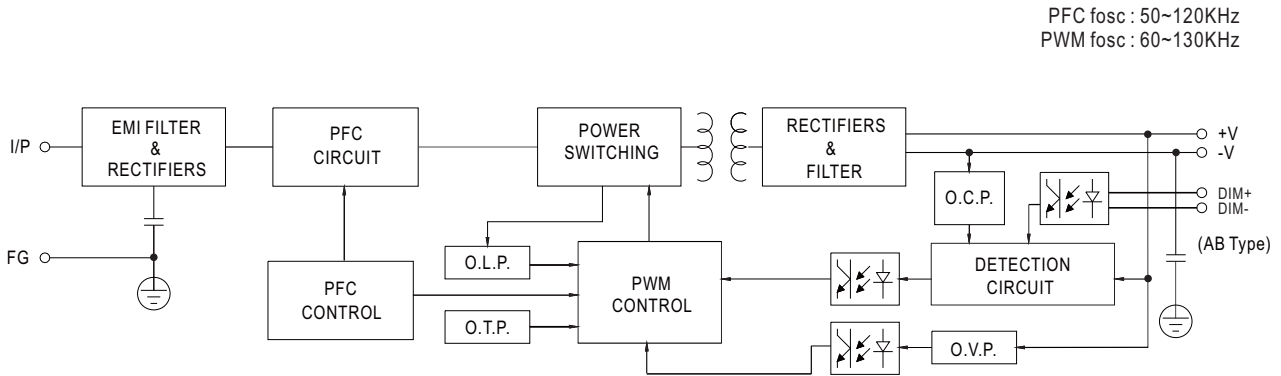 PFC fosc : 50~120KHz
PWM fosc : 60~130KHz
I/P
EMI FILTER
&
RECTIFIERS
PFC
CIRCUIT
POWER
SWITCHING
RECTIFIERS
&
FILTER
+V
-V
O.C.P.
DIM+
DIM-
(AB Type)
FG
O.L.P.
PFC
CONTROL
PWM
CONTROL
DETECTION
CIRCUIT
O.T.P.
O.V.P.